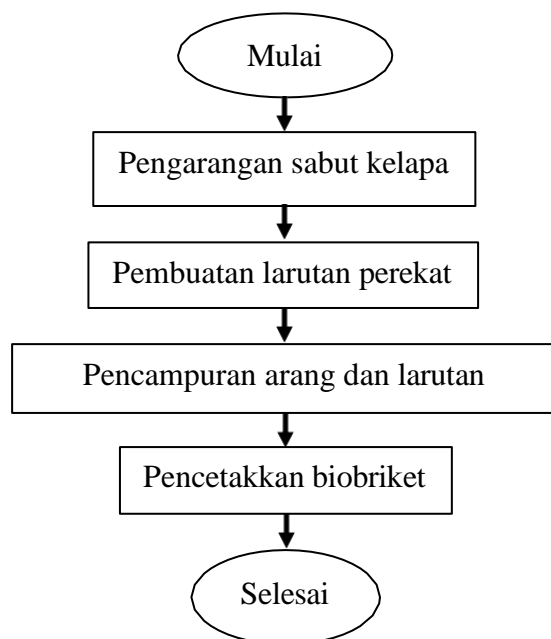 Mulai
Pengarangan sabut kelapa
Pembuatan larutan perekat
Pencampuran arang dan larutan
Pencetakkan biobriket
Selesai